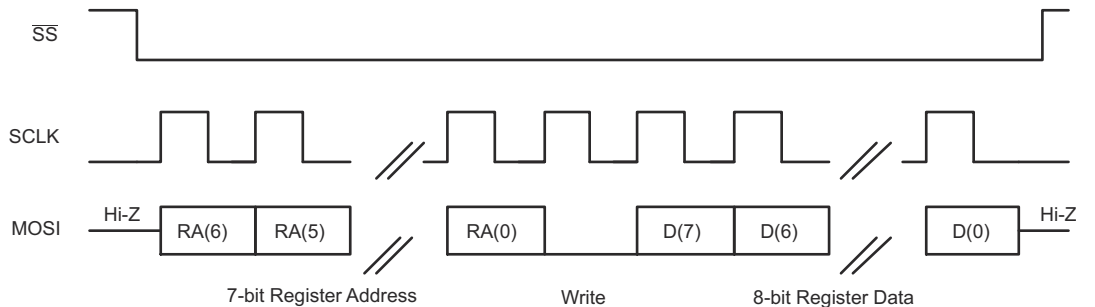 SS
SCLK
MOSI Hi-Z RA(6) RA(5) RA(0) D(7) D(6) D(0) Hi-Z
7-bit Register Address Write 8-bit Register Data